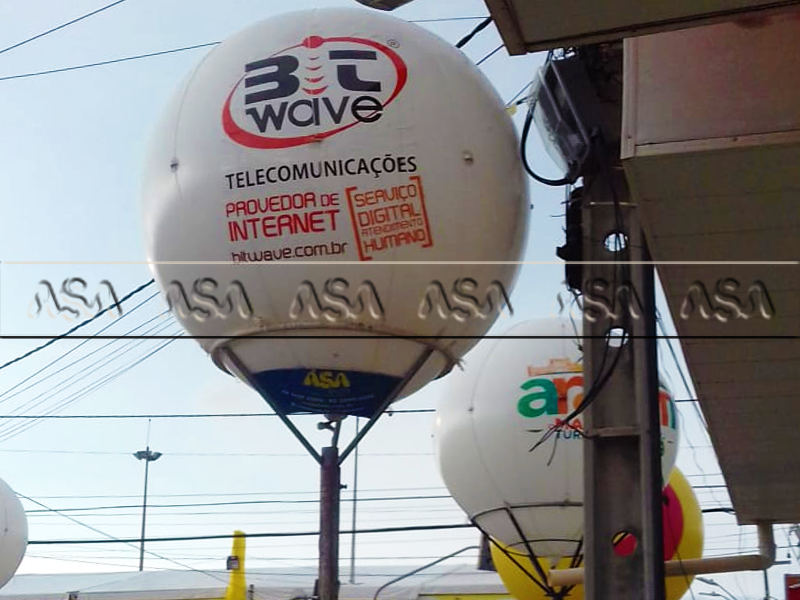 BIT
wave
®
TELECOMUNICAÇÕES
PROVEDOR DE
INTERNET
bitwave.com.br
SERVIÇO
DIGITAL
ATENDIMENTO
HUMANO
ASA ASA ASA ASA ASA ASA
ASA